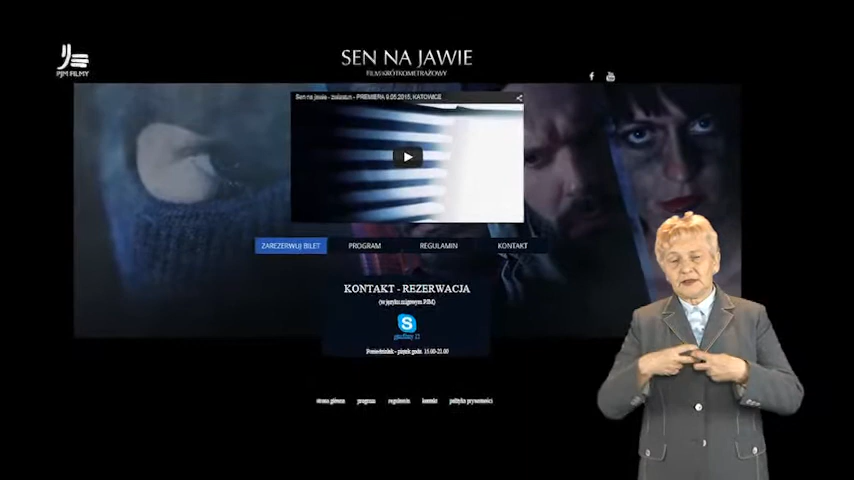 PJM FILMY
SEN NA JAWIE
FILM KRÓTKOMETRAŻOWY
Sen na jawie - zwiastun - PREMIERA 9.05.2015, KATOWICE
ZAREZERWUJ BILET PROGRAM REGULAMIN KONTAKT
KONTAKT - REZERWACJA
(w języku migowym PJM)
Poniedziałek - piątek godz. 15.00-21.00
strona główna program regulamin kontakt polityka prywatności